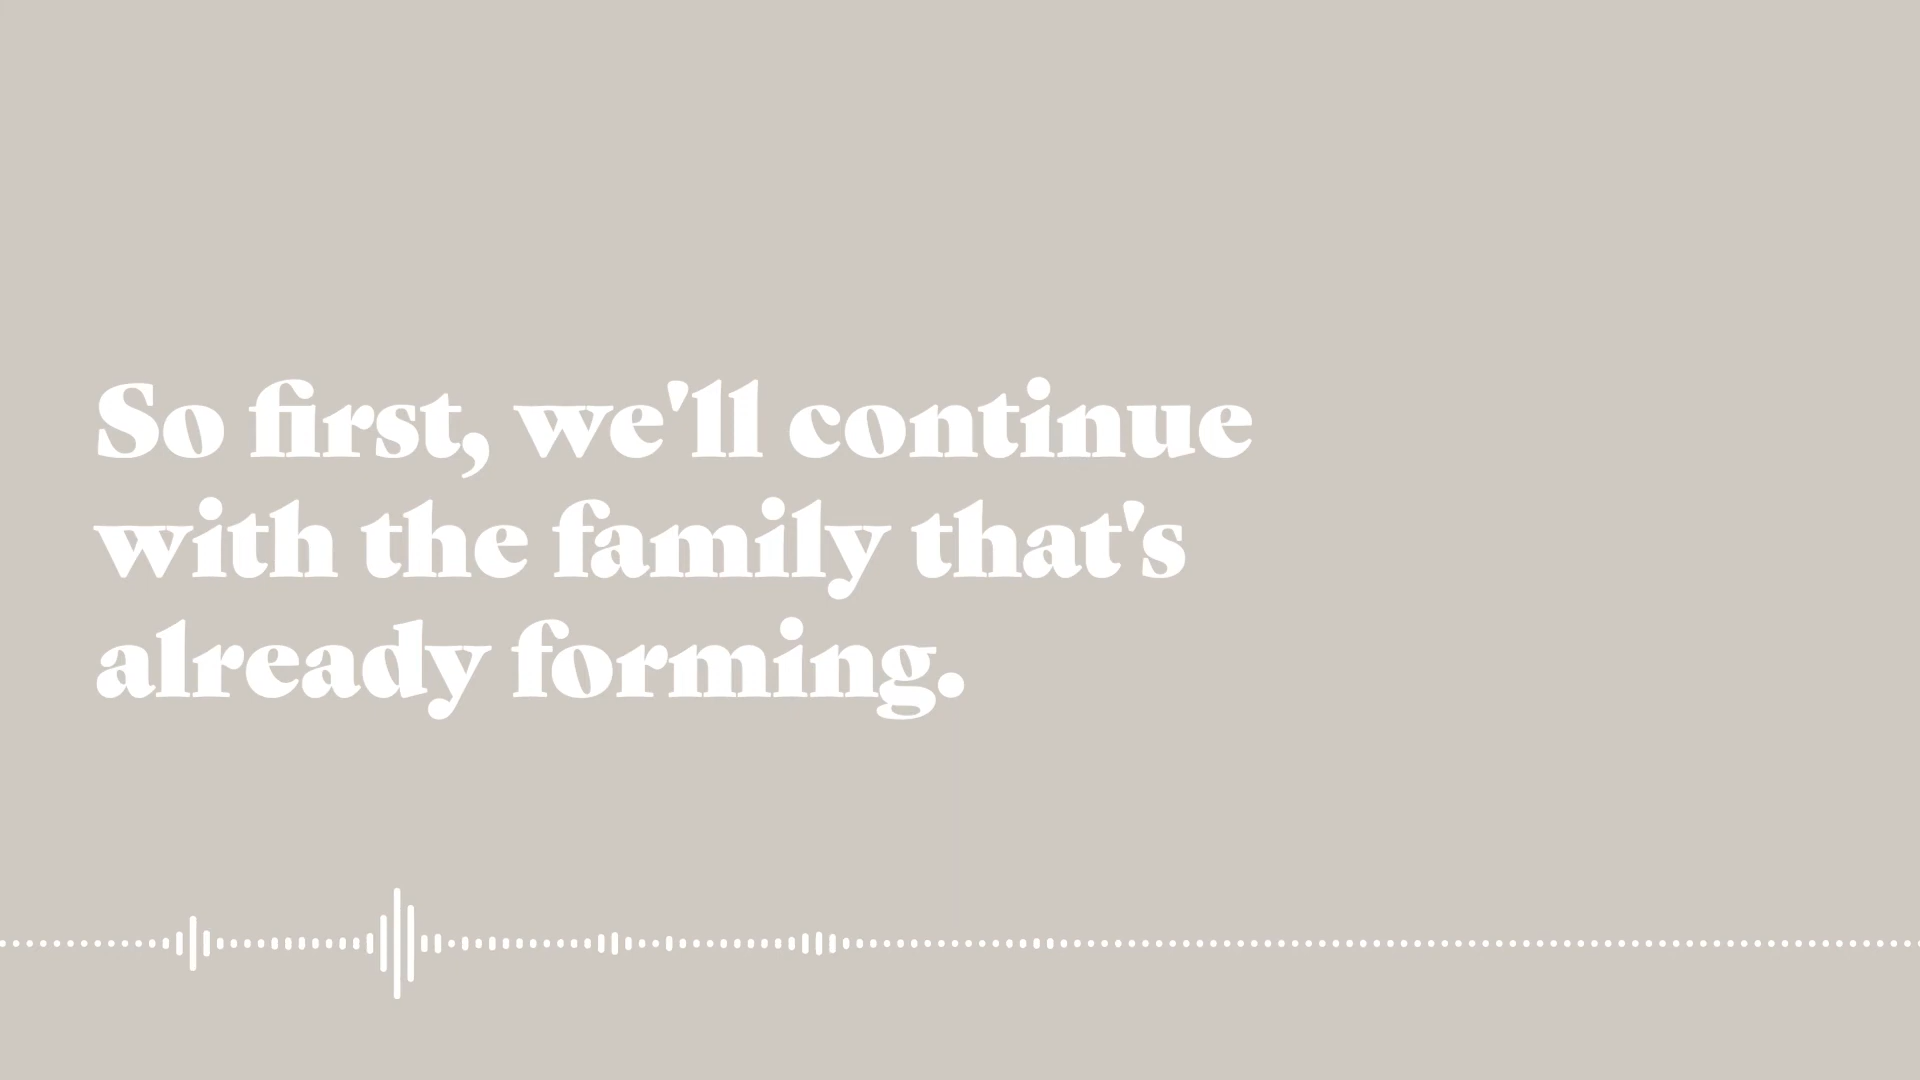 So first, we'll continue
with the family that's
already forming.